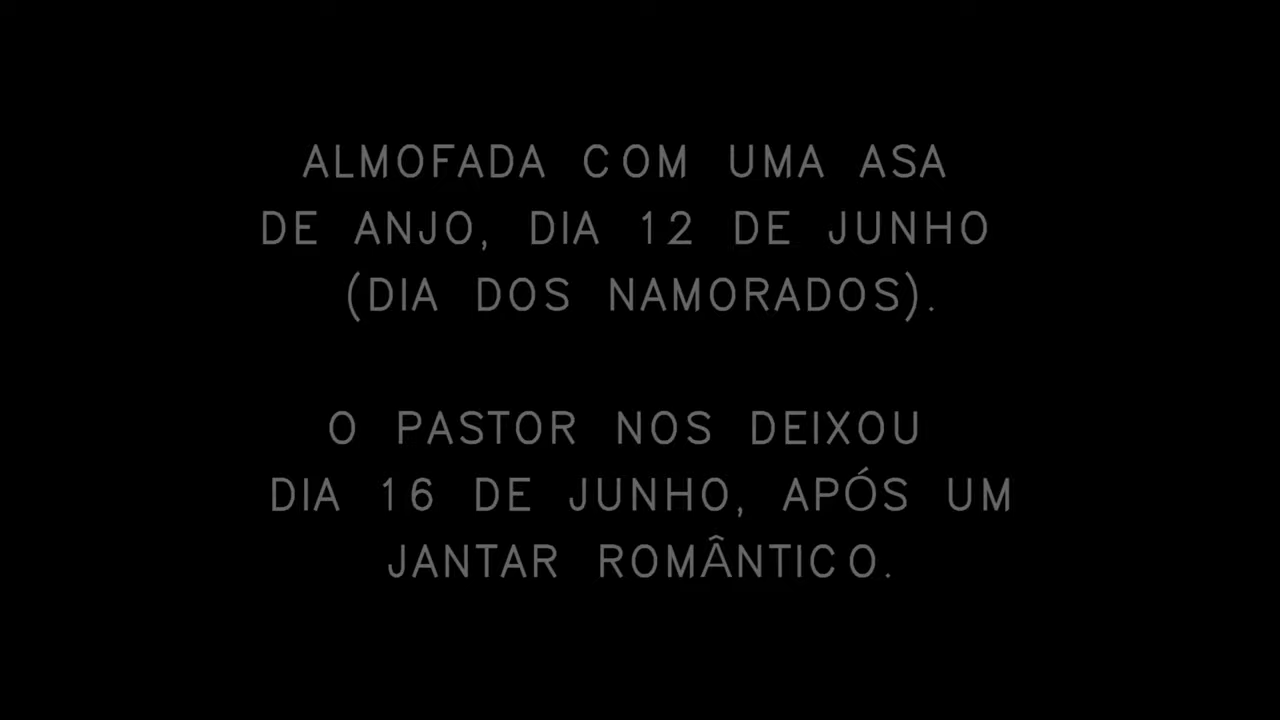 ALMOFADA COM UMA ASA
DE ANJO, DIA 12 DE JUNHO
(DIA DOS NAMORADOS).
O PASTOR NOS DEIXOU
DIA 16 DE JUNHO, APÓS UM
JANTAR ROMÂNTICO.